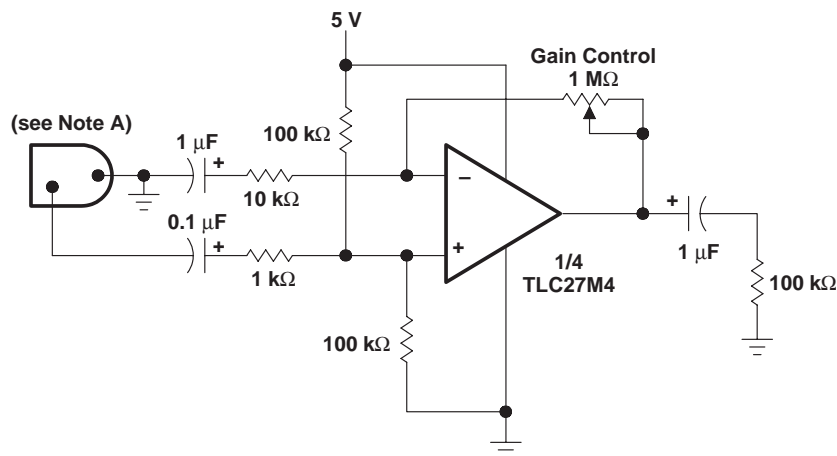 5 V
Gain Control
1 MΩ
(see Note A)
1 μF
+
100 kΩ
10 kΩ
−
0.1 μF
+
1 kΩ
+
1/4
TLC27M4
+
1 μF
100 kΩ
100 kΩ